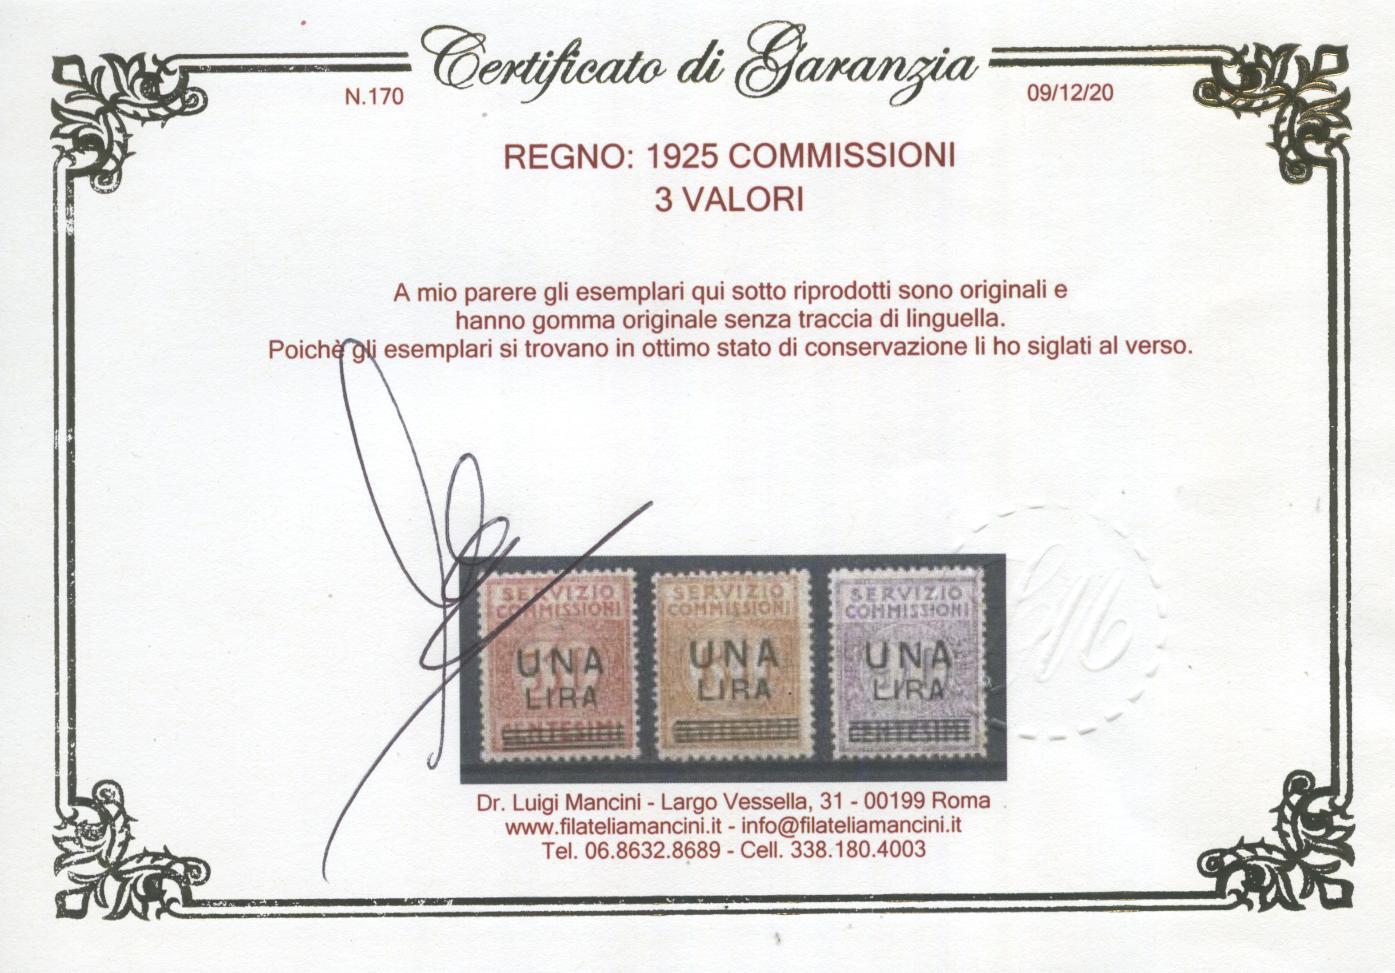 Certificato di Garanzia
N.170
09/12/20
REGNO: 1925 COMMISSIONI
3 VALORI
A mio parere gli esemplari qui sotto riprodotti sono originali e
hanno gomma originale senza traccia di linguella.
Poichè gli esemplari si trovano in ottimo stato di conservazione li ho siglati al verso.
SERVIZIO COMMISSIONI UNA LIRA CENTESIMI
SERVIZIO COMMISSIONI UNA LIRA CENTESIMI
SERVIZIO COMMISSIONI UNA LIRA CENTESIMI
Dr. Luigi Mancini - Largo Vessella, 31 - 00199 Roma
www.filateliamancini.it - info@filateliamancini.it
Tel. 06.8632.8689 - Cell. 338.180.4003